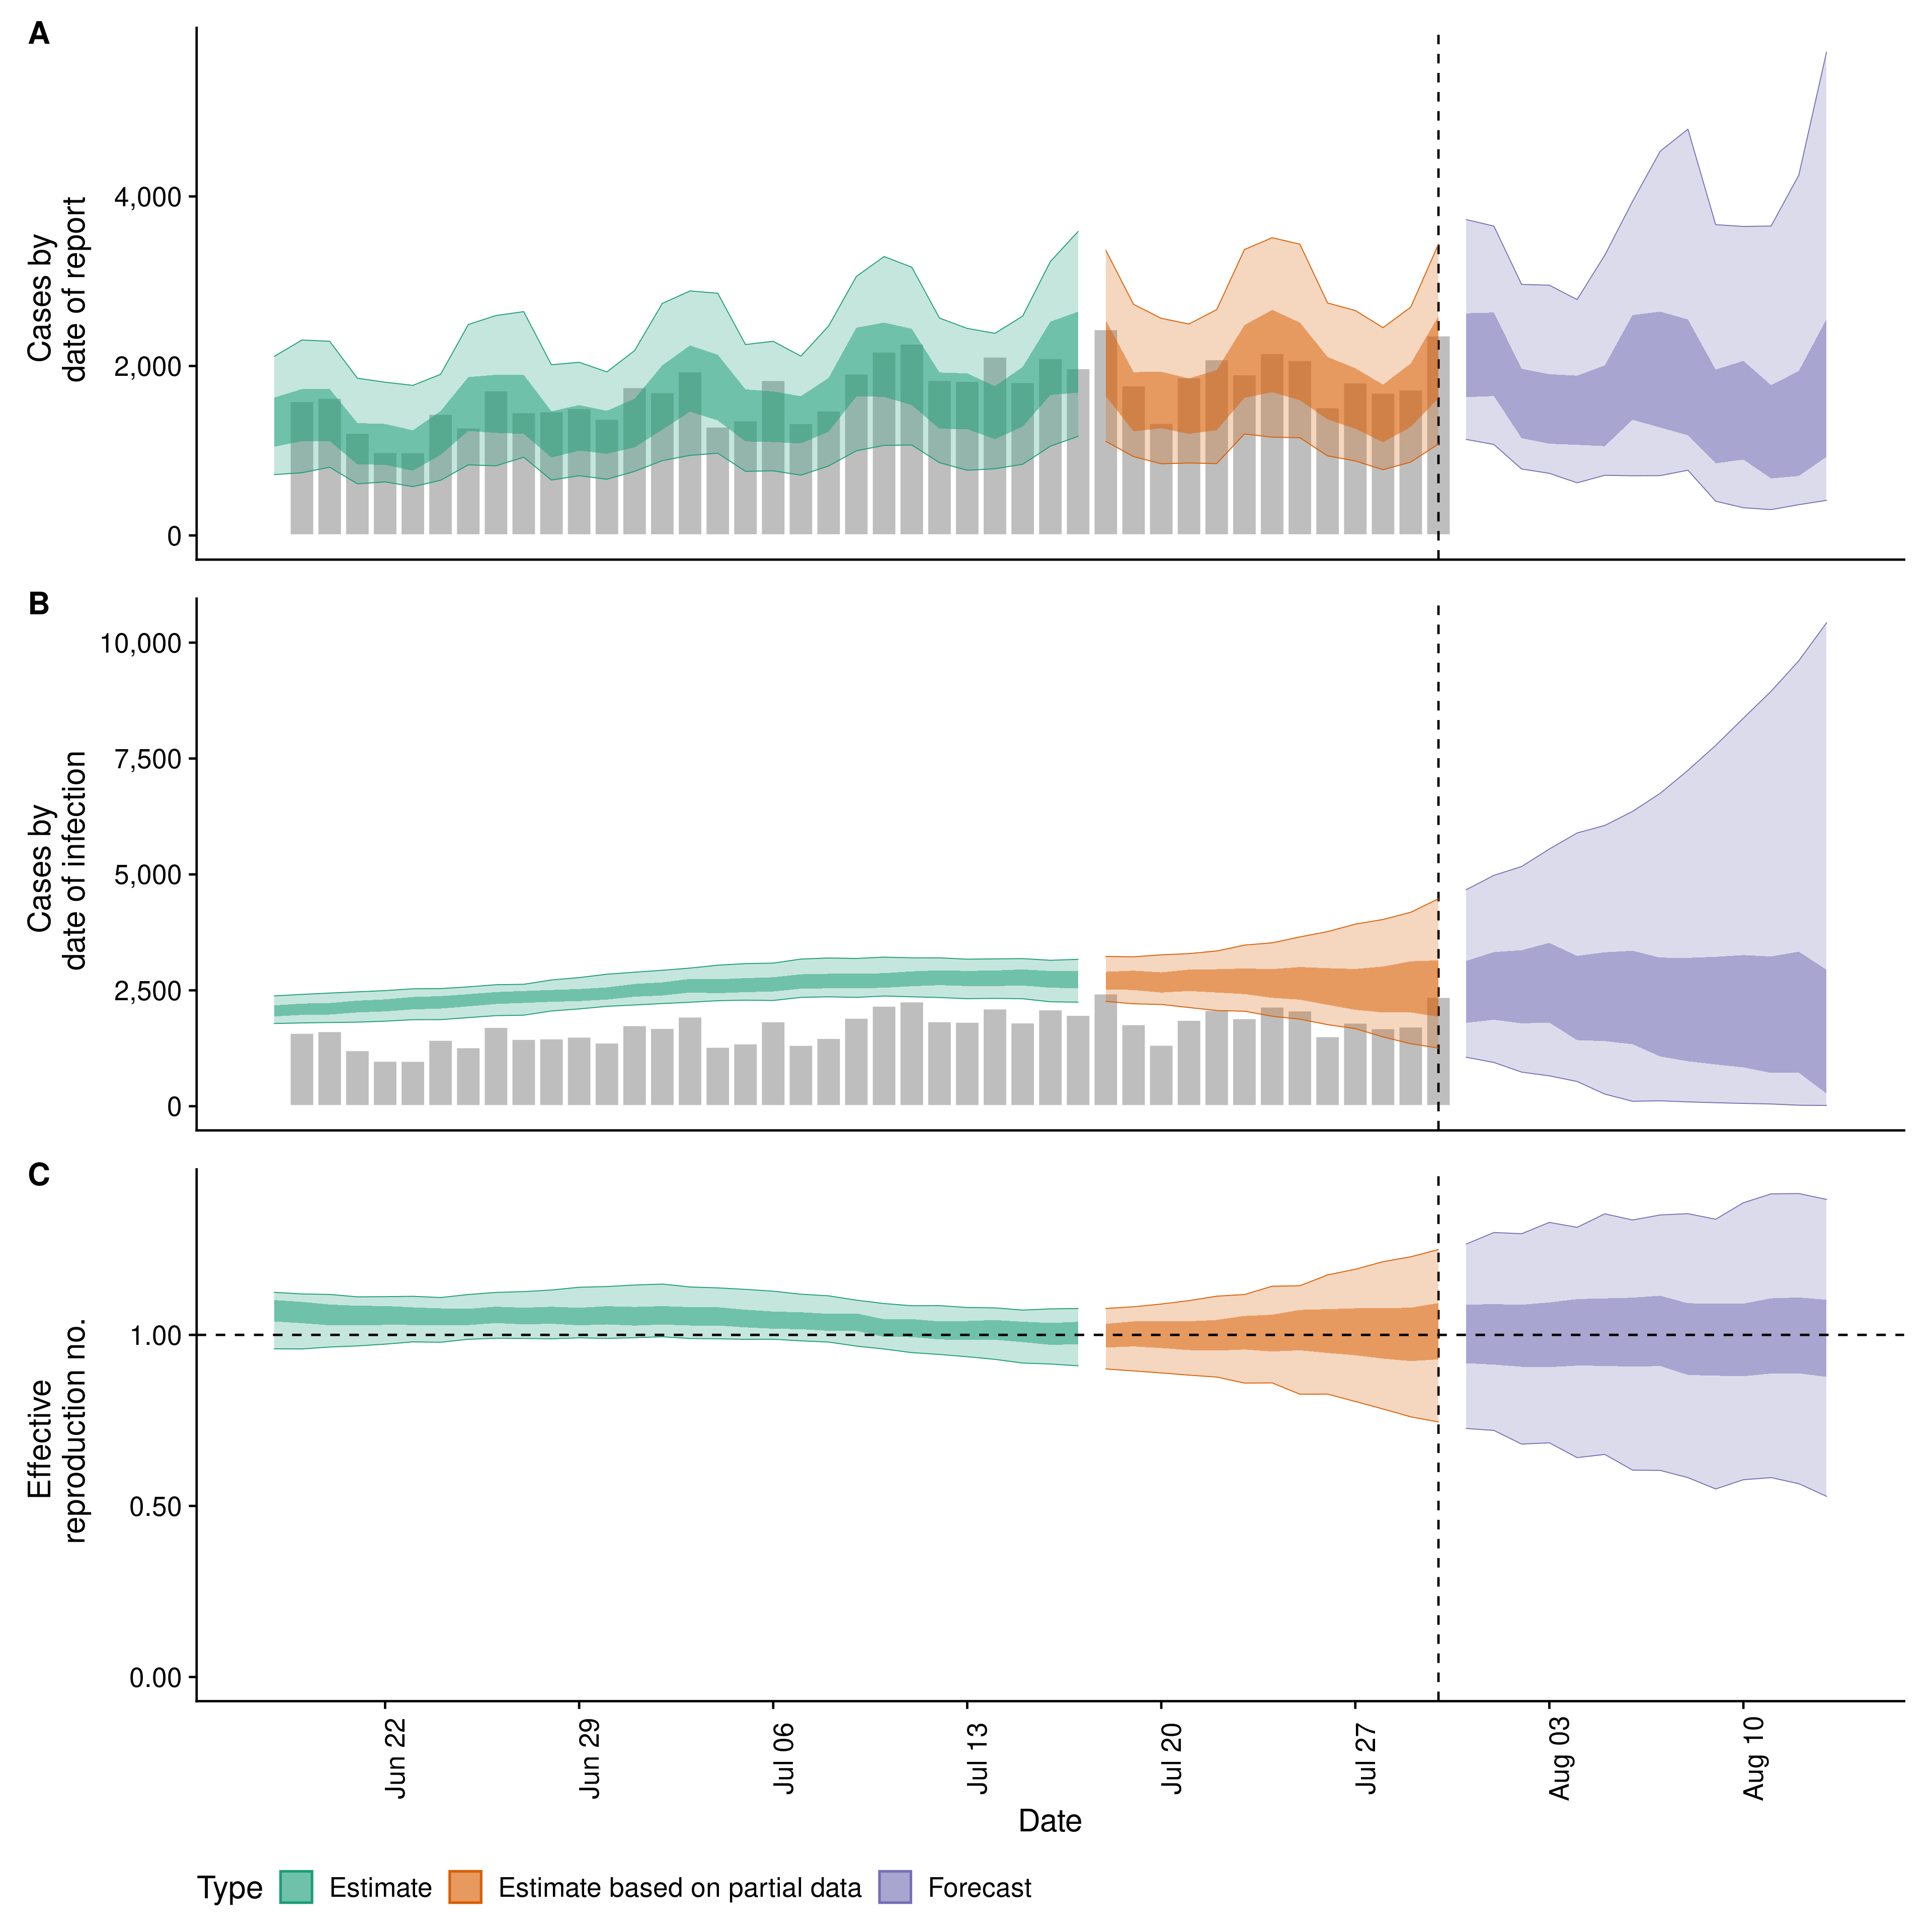 A
Cases by
date of report
4,000
2,000
0
B
Cases by
date of infection
10,000
7,500
5,000
2,500
0
C
Effective
reproduction no.
1.00
0.50
0.00
Jun 22
Jun 29
Jul 06
Jul 13
Jul 20
Jul 27
Aug 03
Aug 10
Date
Type
Estimate
Estimate based on partial data
Forecast